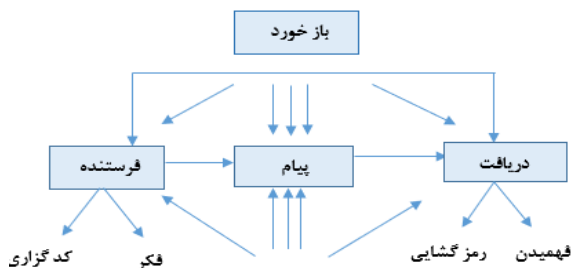 باز خورد
دریافت
پیام
فرستنده
فهمیدن
رمز گشایی
فکر
کد گزاری